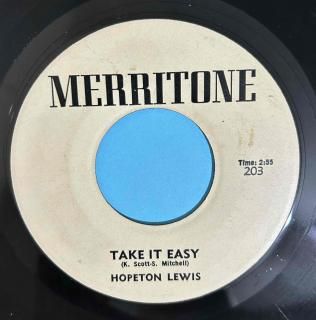 MERRITONE
Time: 2:55
203
TAKE IT EASY
(K. Scott-S. Mitchell)
HOPETON LEWIS